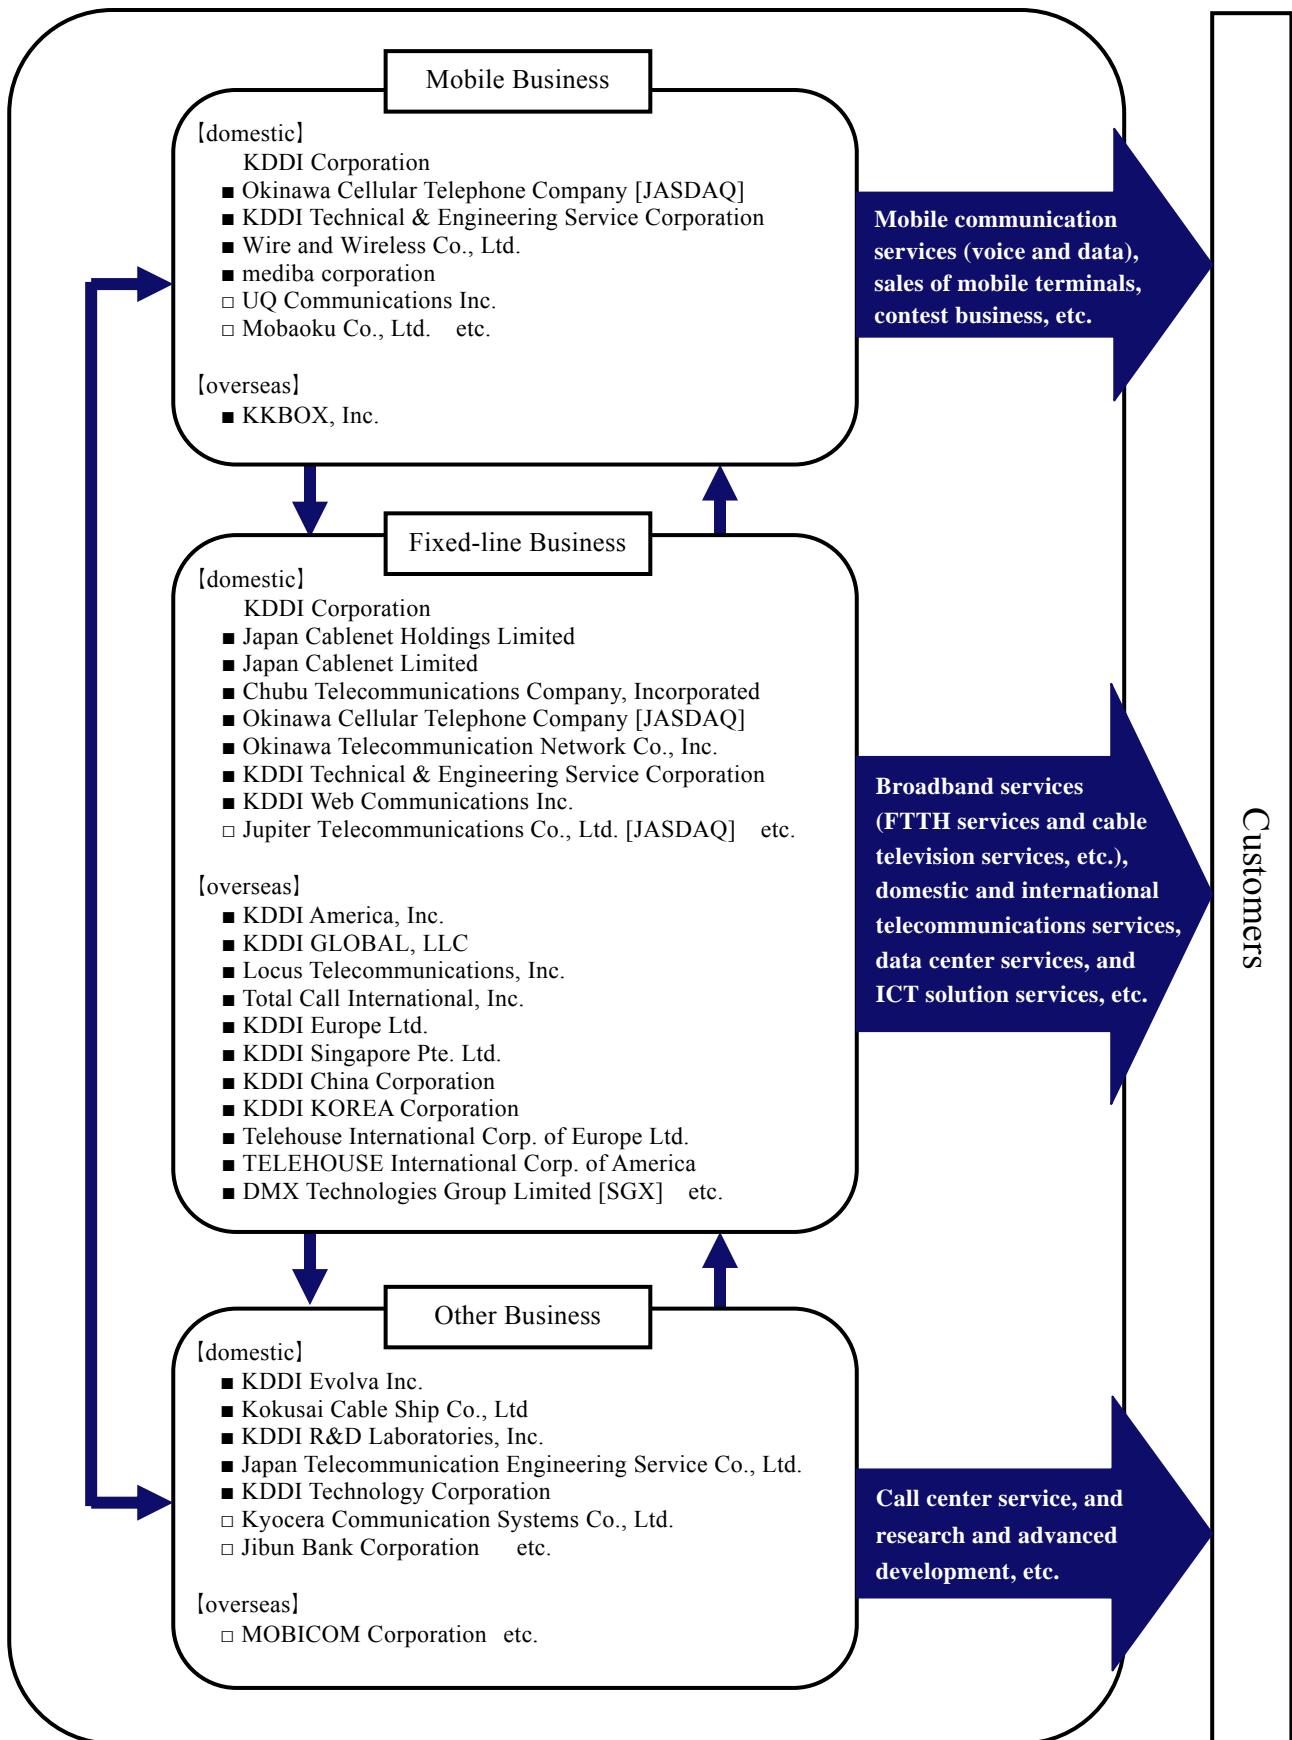 Mobile Business
【domestic】
KDDI Corporation
■ Okinawa Cellular Telephone Company [JASDAQ]
■ KDDI Technical & Engineering Service Corporation
■ Wire and Wireless Co., Ltd.
■ mediba corporation
□ UQ Communications Inc.
□ Mobaoku Co., Ltd. etc.
【overseas】
■ KKBOX, Inc.
Mobile communication
services (voice and data),
sales of mobile terminals,
contest business, etc.
Fixed-line Business
【domestic】
KDDI Corporation
■ Japan Cablenet Holdings Limited
■ Japan Cablenet Limited
■ Chubu Telecommunications Company, Incorporated
■ Okinawa Cellular Telephone Company [JASDAQ]
■ Okinawa Telecommunication Network Co., Inc.
■ KDDI Technical & Engineering Service Corporation
■ KDDI Web Communications Inc.
□ Jupiter Telecommunications Co., Ltd. [JASDAQ] etc.
【overseas】
■ KDDI America, Inc.
■ KDDI GLOBAL, LLC
■ Locus Telecommunications, Inc.
■ Total Call International, Inc.
■ KDDI Europe Ltd.
■ KDDI Singapore Pte. Ltd.
■ KDDI China Corporation
■ KDDI KOREA Corporation
■ Telehouse International Corp. of Europe Ltd.
■ TELEHOUSE International Corp. of America
■ DMX Technologies Group Limited [SGX] etc.
Broadband services
(FTTH services and cable
television services, etc.),
domestic and international
telecommunications services,
data center services, and
ICT solution services, etc.
Other Business
【domestic】
■ KDDI Evolva Inc.
■ Kokusai Cable Ship Co., Ltd
■ KDDI R&D Laboratories, Inc.
■ Japan Telecommunication Engineering Service Co., Ltd.
■ KDDI Technology Corporation
□ Kyocera Communication Systems Co., Ltd.
□ Jibun Bank Corporation etc.
【overseas】
□ MOBICOM Corporation etc.
Call center service, and
research and advanced
development, etc.
Customers